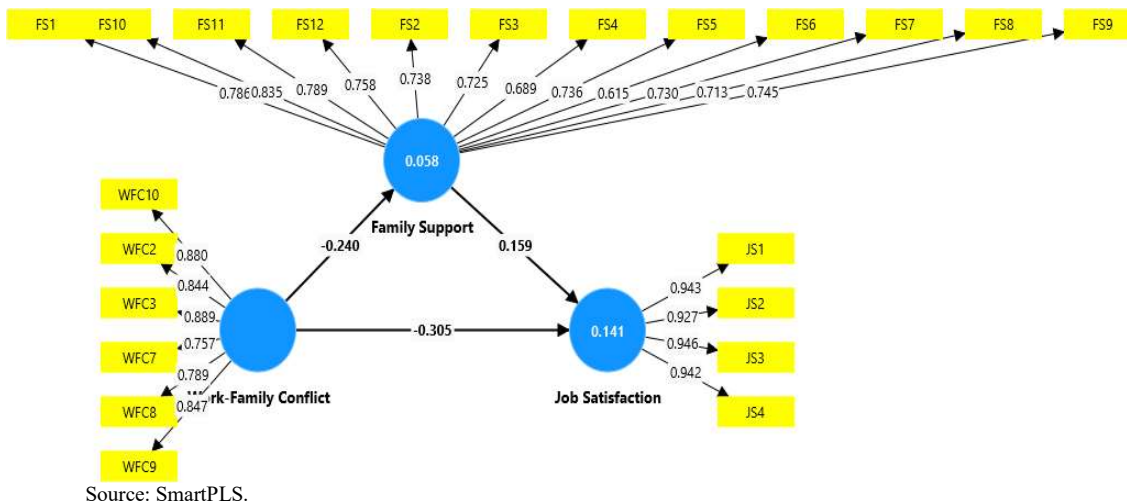 FS1 FS10 FS11 FS12 FS2 FS3 FS4 FS5 FS6 FS7 FS8 FS9
0.786 0.835 0.789 0.758 0.738 0.725 0.689 0.736 0.615 0.730 0.713 0.745
0.058
Family Support
WFC10
WFC2
WFC3
WFC7
WFC8
WFC9
0.880
0.844
0.889
0.757
0.789
0.847
-0.240
0.159
-0.305
Work-Family Conflict
0.141
Job Satisfaction
0.943
0.927
0.946
0.942
JS1
JS2
JS3
JS4
Source: SmartPLS.